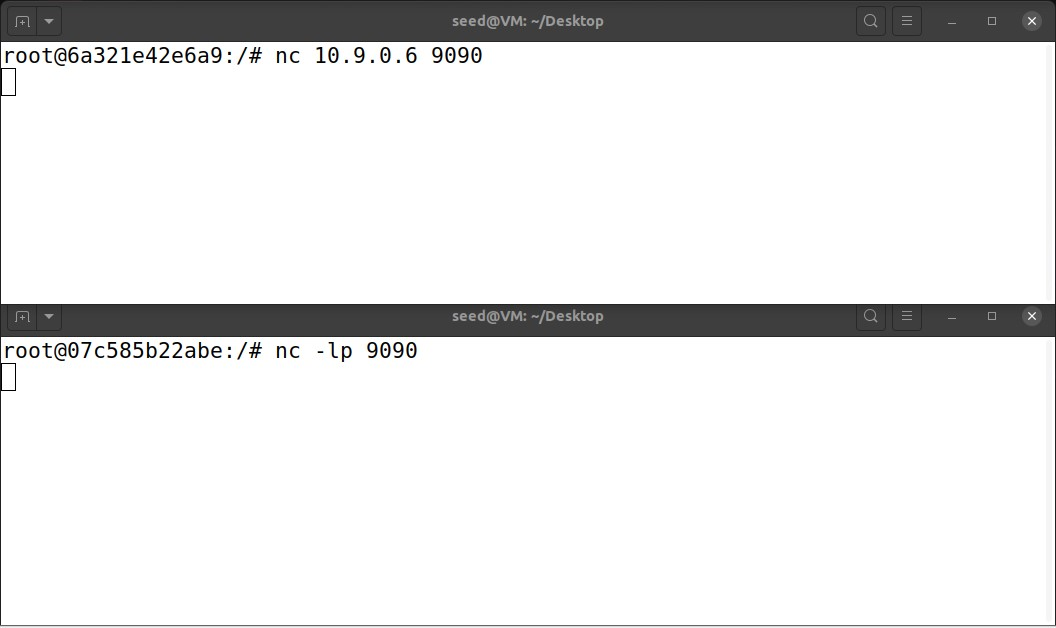 seed@VM: ~/Desktop
root@6a321e42e6a9:/# nc 10.9.0.6 9090
seed@VM: ~/Desktop
root@07c585b22abe:/# nc -lp 9090